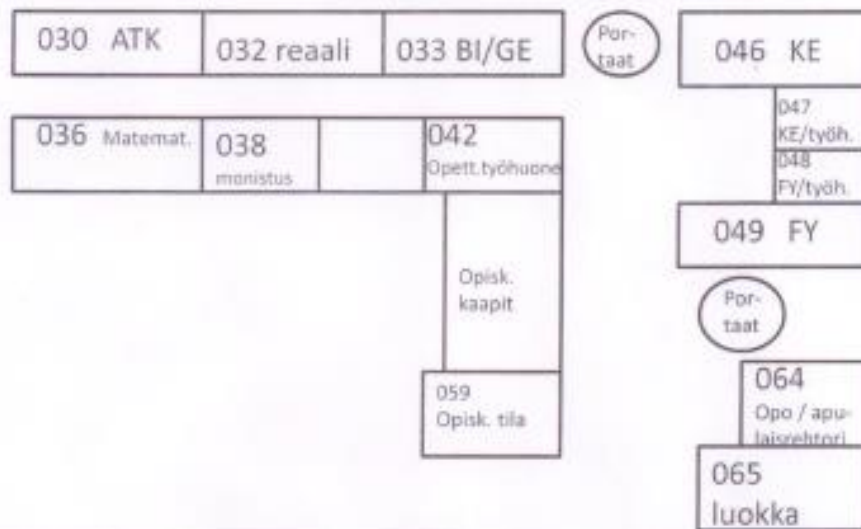 030 ATK
032 reaali
033 BI/GE
Por-
taat
046 KE
036 Matemat.
038
monistus
042
Opett.työhuone
047
KE/työh.
048
FY/työh.
049 FY
Opisk.
kaapit
Por-
taat
059
Opisk. tila
064
Opo / apu-
laisrehtori
065
luokka